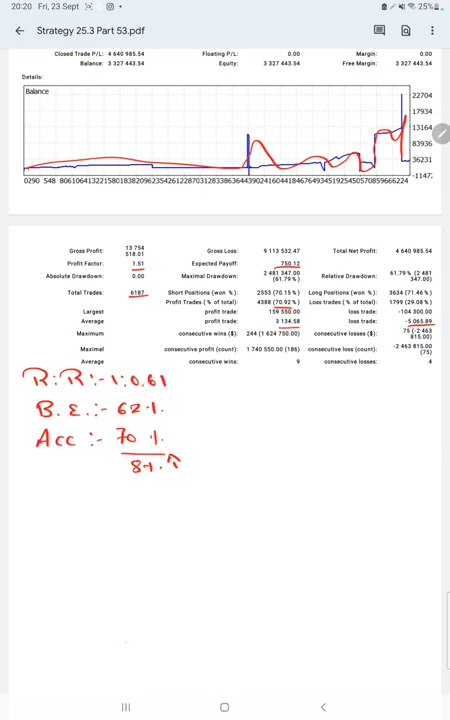 20:20 Fri, 23 Sept
25%
Strategy 25.3 Part 53.pdf
Closed Trade P/L: 4 640 985.54 Floating P/L: 0.00 Margin: 0.00
Balance: 3 327 443.54 Equity: 3 327 443.54 Free Margin: 3 327 443.54
Details:
Balance
22704
17934
13164
83936
36231
-1147
Gross Profit: 13 754 518.01 Gross Loss: 9 113 532.47 Total Net Profit: 4 640 985.54
Profit Factor: 1.51 Expected Payoff: 750.12
Absolute Drawdown: 0.00 Maximal Drawdown: 2 481 347.00 (61.79%) Relative Drawdown: 61.79% (2 481 347.00)
Total Trades: 6187 Short Positions (won %): 2553 (70.15%) Long Positions (won %): 3634 (71.46%)
Profit Trades (% of total): 4388 (70.92%) Loss trades (% of total): 1799 (29.08%)
Largest profit trade: 159 550.00 loss trade: -104 300.00
Average profit trade: 3 134.58 loss trade: -5 065.89
Maximum consecutive wins ($): 244 (1 624 750.00) consecutive losses ($): 75 (-2 463 815.00)
Maximal consecutive profit (count): 1 740 550.00 (186) consecutive loss (count): -2 463 815.00 (75)
Average consecutive wins: 9 consecutive losses: 4
R:R:- 1:0.61
B.E.:- 62%
Acc:- 70%
8%↑